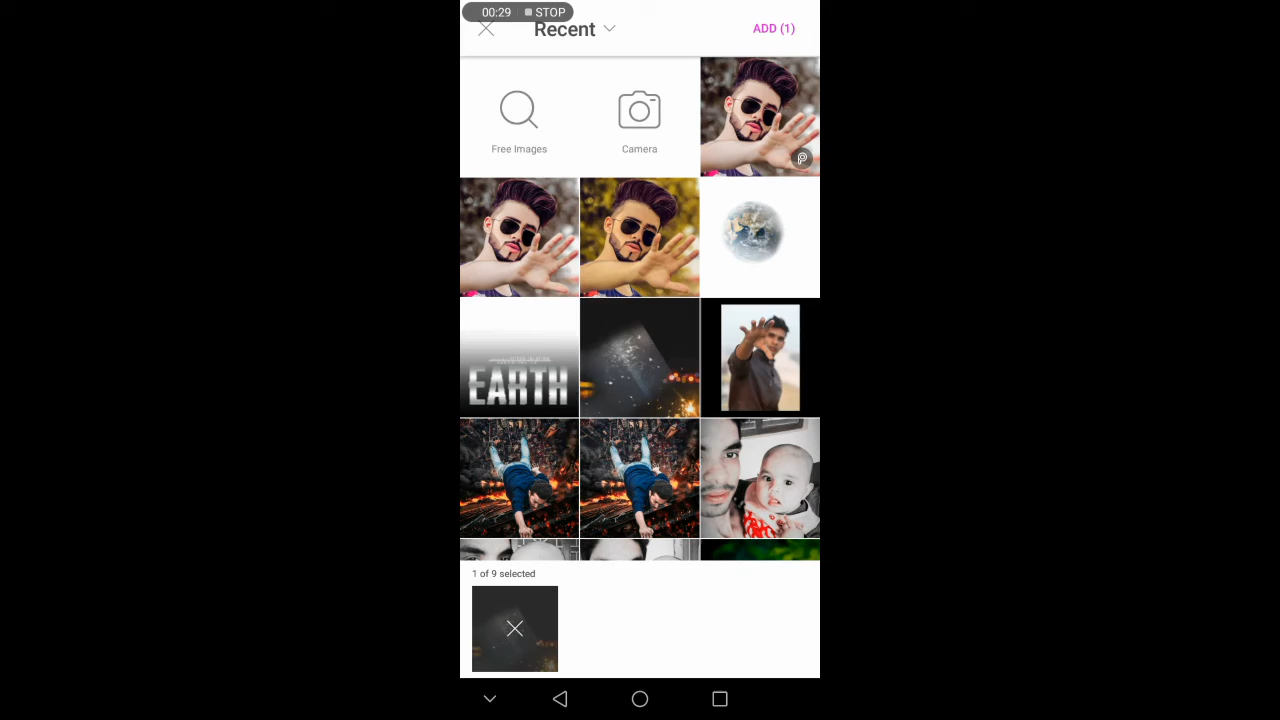 00:29 STOP
Recent
ADD (1)
Free Images
Camera
EARTH
1 of 9 selected